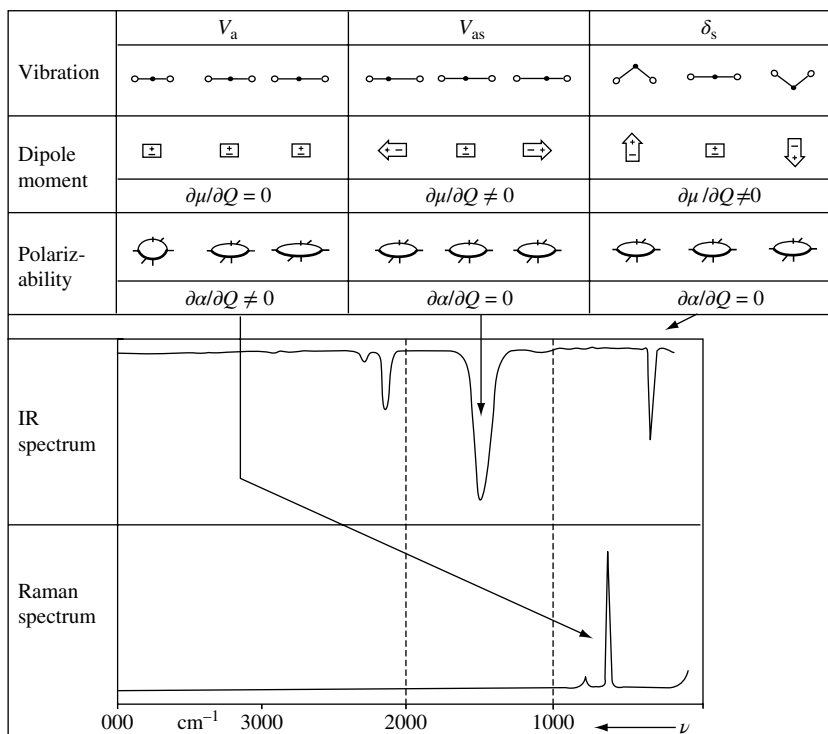 V_a V_as δ_s
Vibration
Dipole moment
+ − + − + − + − + − − + + − + − − +
∂μ/∂Q = 0 ∂μ/∂Q ≠ 0 ∂μ /∂Q≠0
Polariz-
ability
∂α/∂Q ≠ 0 ∂α/∂Q = 0 ∂α/∂Q = 0
IR
spectrum
Raman
spectrum
000 cm⁻¹ 3000 2000 1000 ν